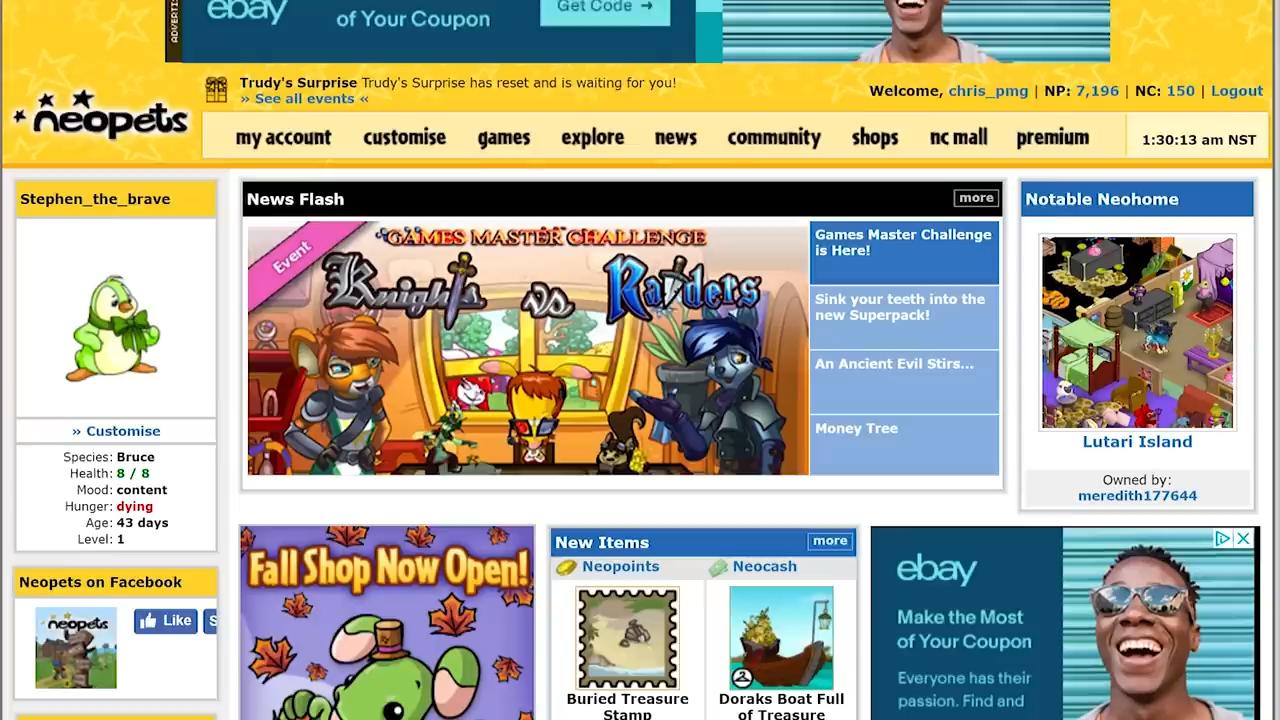 ADVERTIS
ebay
of Your Coupon
Get Code →
Trudy's Surprise Trudy's Surprise has reset and is waiting for you!
» See all events «
Welcome, chris_pmg | NP: 7,196 | NC: 150 | Logout
neopets
my account
customise
games
explore
news
community
shops
nc mall
premium
1:30:13 am NST
Stephen_the_brave
» Customise
Species: Bruce
Health: 8 / 8
Mood: content
Hunger: dying
Age: 43 days
Level: 1
Neopets on Facebook
neopets
Like
S
News Flash
more
Event
GAMES MASTER CHALLENGE
Knights vs Raiders
Games Master Challenge
is Here!
Sink your teeth into the
new Superpack!
An Ancient Evil Stirs...
Money Tree
Notable Neohome
Lutari Island
Owned by:
meredith177644
Fall Shop Now Open!
New Items
more
Neopoints
Neocash
Buried Treasure
Stamp
2
Doraks Boat Full
of Treasure
ebay
Make the Most
of Your Coupon
Everyone has their
passion. Find and